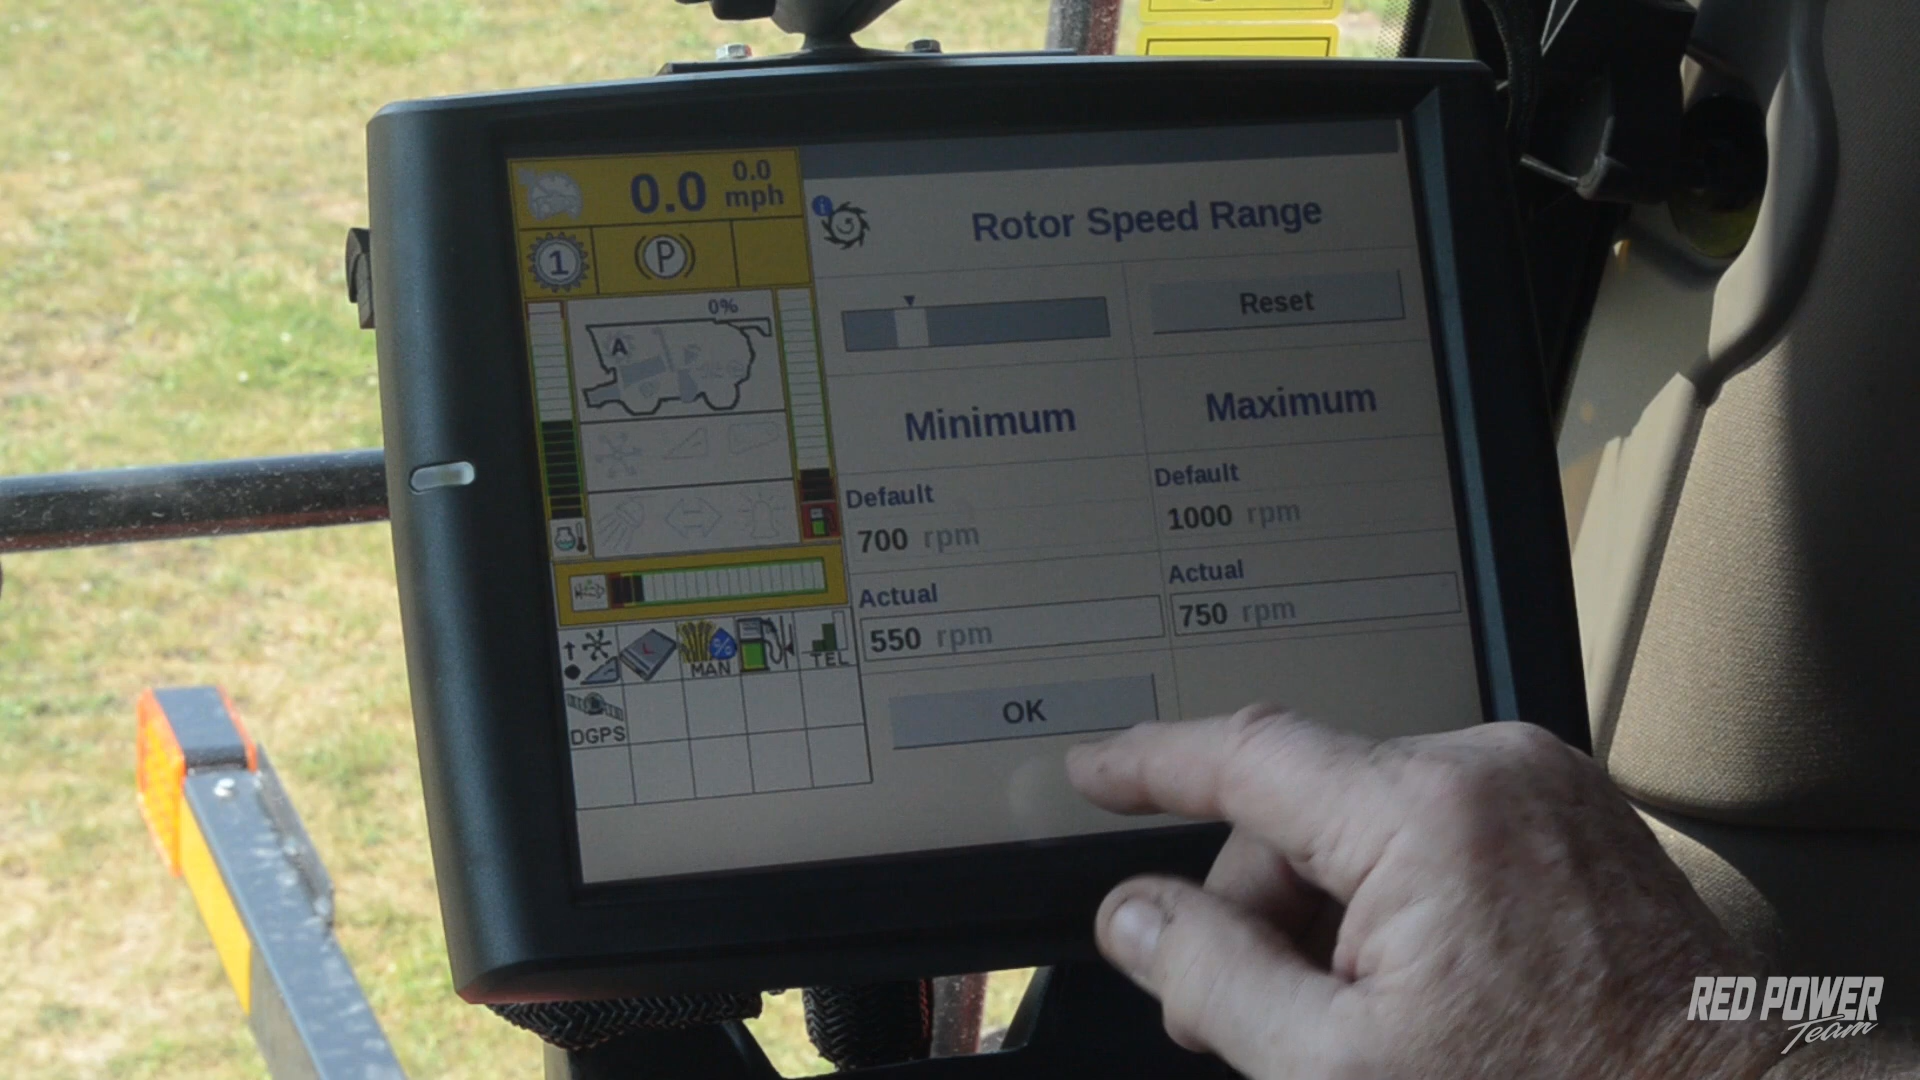 0.0 0.0 mph
1 P
0%
A
MAN
TEL
DGPS
i
Rotor Speed Range
Reset
Minimum Maximum
Default Default
700 rpm 1000 rpm
Actual Actual
550 rpm 750 rpm
OK
RED POWER
Team